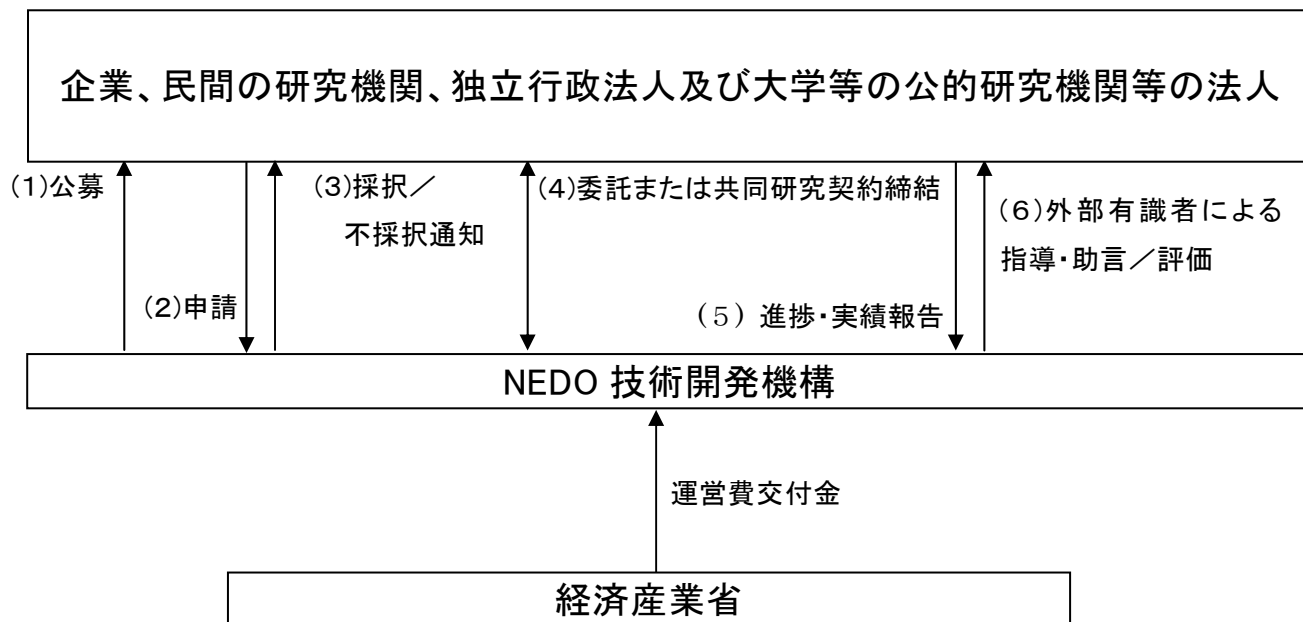 企業、民間の研究機関、独立行政法人及び大学等の公的研究機関等の法人
(1)公募
(2)申請
(3)採択／
不採択通知
(4)委託または共同研究契約締結
（５）進捗・実績報告
(６)外部有識者による
指導・助言／評価
NEDO 技術開発機構
運営費交付金
経済産業省